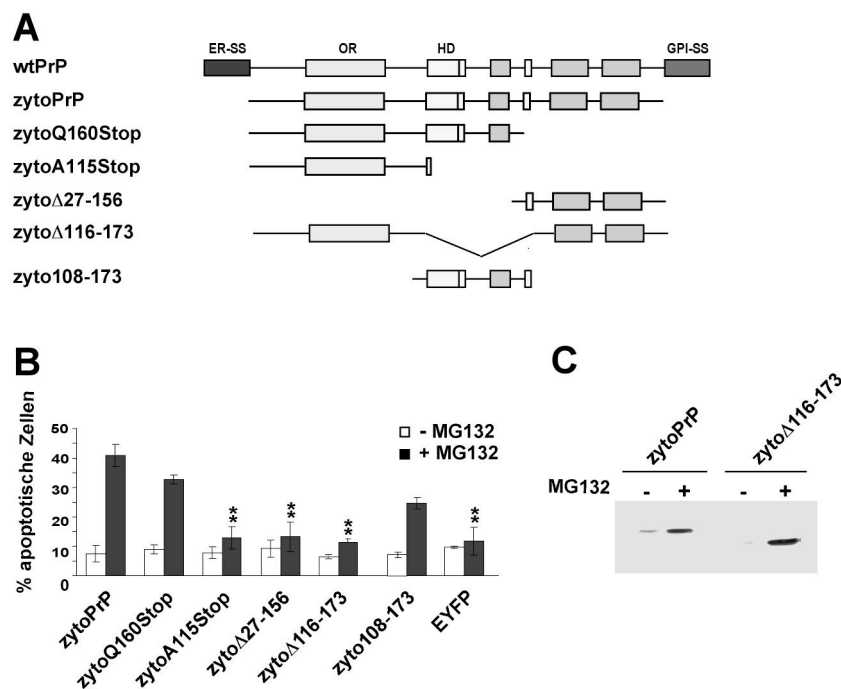 A
ER-SS OR HD GPI-SS
wtPrP
zytoPrP
zytoQ160Stop
zytoA115Stop
zytoΔ27-156
zytoΔ116-173
zyto108-173
B
% apoptotische Zellen
50
40
30
20
10
0
- MG132
+ MG132
**
**
**
**
zytoPrP
zytoQ160Stop
zytoA115Stop
zytoΔ27-156
zytoΔ116-173
zyto108-173
EYFP
C
zytoPrP
zytoΔ116-173
MG132 - + - +